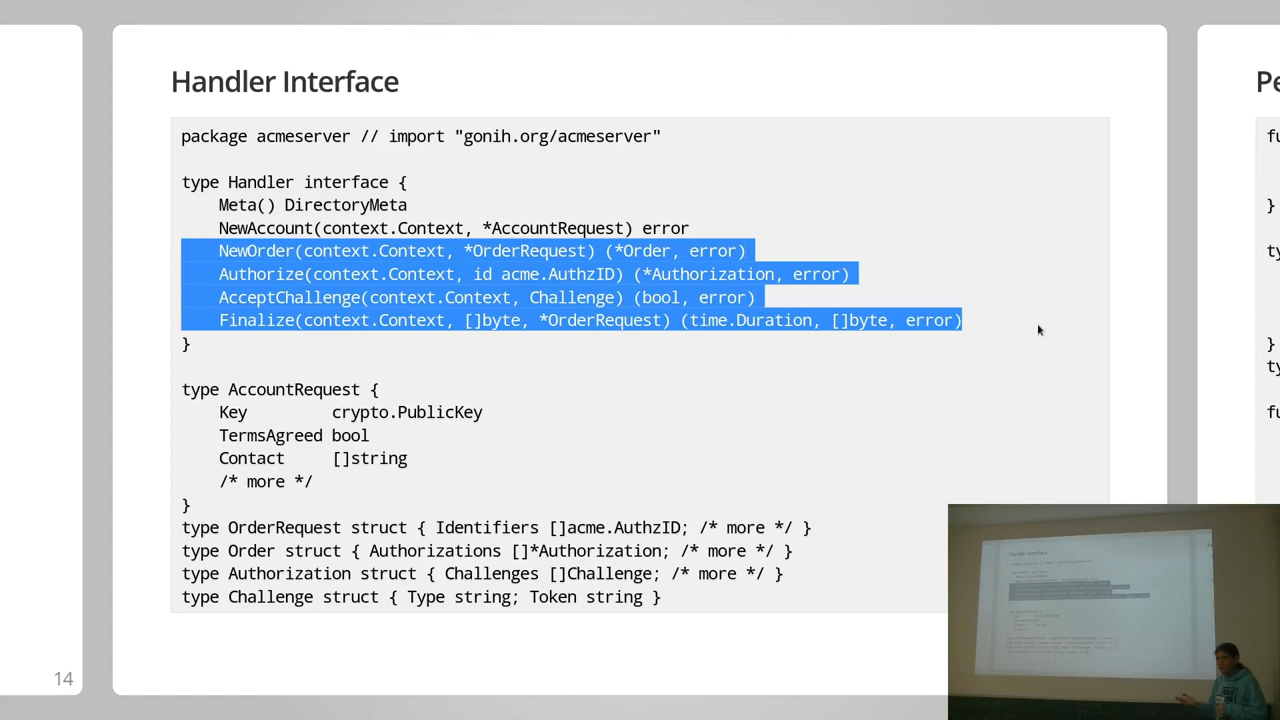 Handler Interface
Pe
package acmeserver // import "gonih.org/acmeserver"
fu
type Handler interface {
Meta() DirectoryMeta
}
NewAccount(context.Context, *AccountRequest) error
NewOrder(context.Context, *OrderRequest) (*Order, error)
ty
Authorize(context.Context, id acme.AuthzID) (*Authorization, error)
AcceptChallenge(context.Context, Challenge) (bool, error)
Finalize(context.Context, []byte, *OrderRequest) (time.Duration, []byte, error)
}
}
ty
type AccountRequest {
Key crypto.PublicKey
fu
TermsAgreed bool
Contact []string
/* more */
}
type OrderRequest struct { Identifiers []acme.AuthzID; /* more */ }
type Order struct { Authorizations []*Authorization; /* more */ }
type Authorization struct { Challenges []Challenge; /* more */ }
type Challenge struct { Type string; Token string }
Handler Interface
14